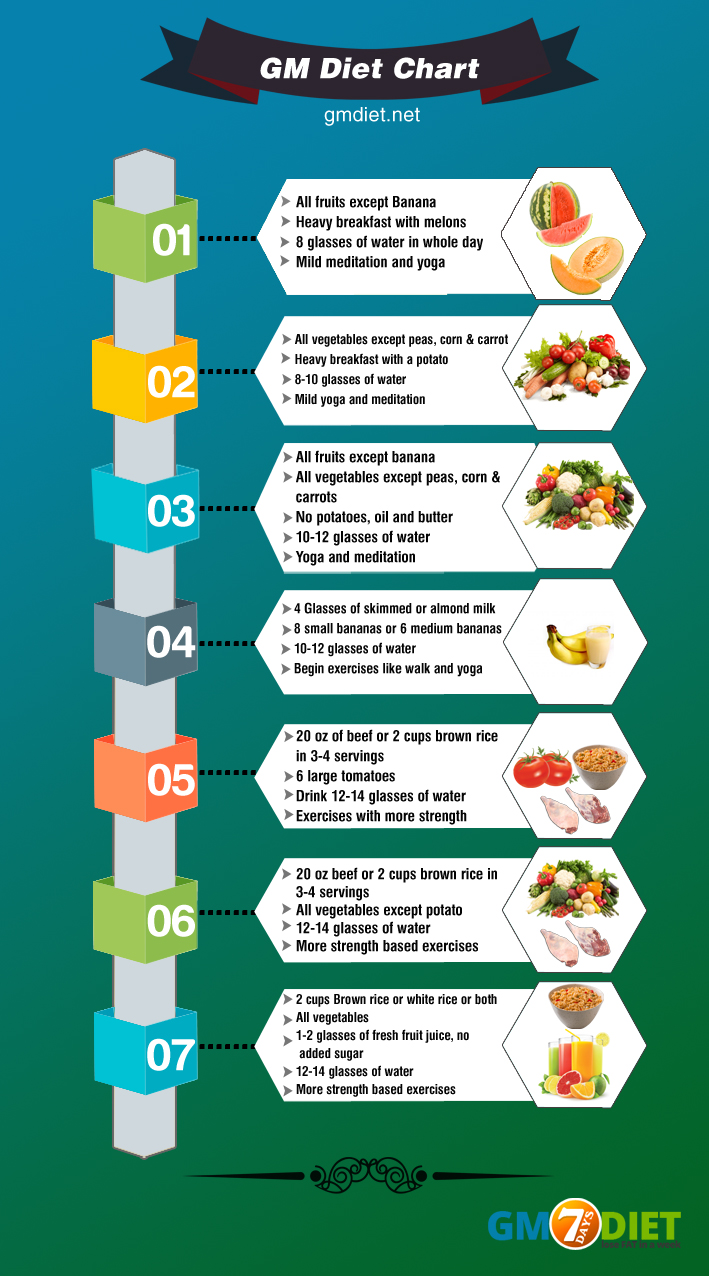 GM Diet Chart
gmdiet.net
01
All fruits except Banana
Heavy breakfast with melons
8 glasses of water in whole day
Mild meditation and yoga
02
All vegetables except peas, corn & carrot
Heavy breakfast with a potato
8-10 glasses of water
Mild yoga and meditation
03
All fruits except banana
All vegetables except peas, corn &
carrots
No potatoes, oil and butter
10-12 glasses of water
Yoga and meditation
04
4 Glasses of skimmed or almond milk
8 small bananas or 6 medium bananas
10-12 glasses of water
Begin exercises like walk and yoga
05
20 oz of beef or 2 cups brown rice
in 3-4 servings
6 large tomatoes
Drink 12-14 glasses of water
Exercises with more strength
06
20 oz beef or 2 cups brown rice in
3-4 servings
All vegetables except potato
12-14 glasses of water
More strength based exercises
07
2 cups Brown rice or white rice or both
All vegetables
1-2 glasses of fresh fruit juice, no
added sugar
12-14 glasses of water
More strength based exercises
GM 7 DAYS DIET